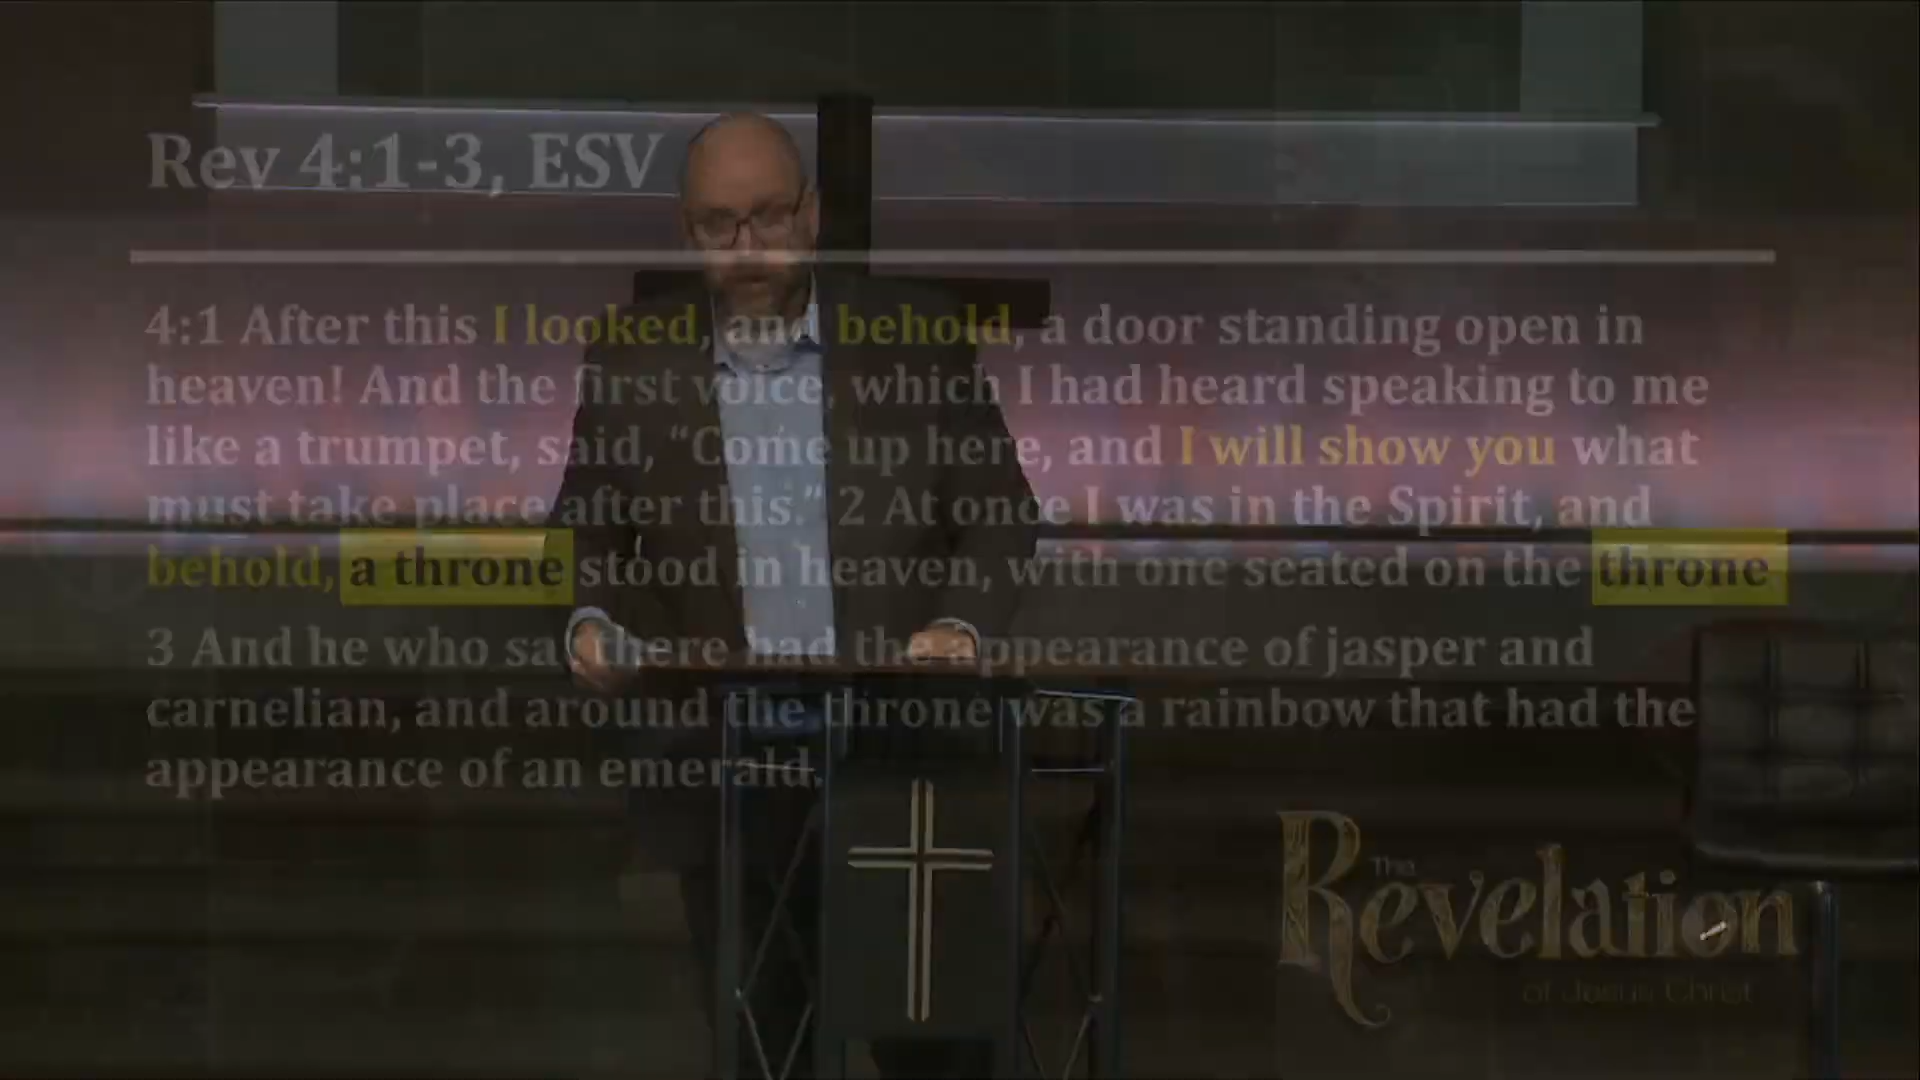 Rev 4:1-3, ESV
4:1 After this I looked, and behold, a door standing open in
heaven! And the first voice, which I had heard speaking to me
like a trumpet, said, “Come up here, and I will show you what
must take place after this.” 2 At once I was in the Spirit, and
behold, a throne stood in heaven, with one seated on the throne
3 And he who sat there had the appearance of jasper and
carnelian, and around the throne was a rainbow that had the
appearance of an emerald.
The
Revelation
of Jesus Christ